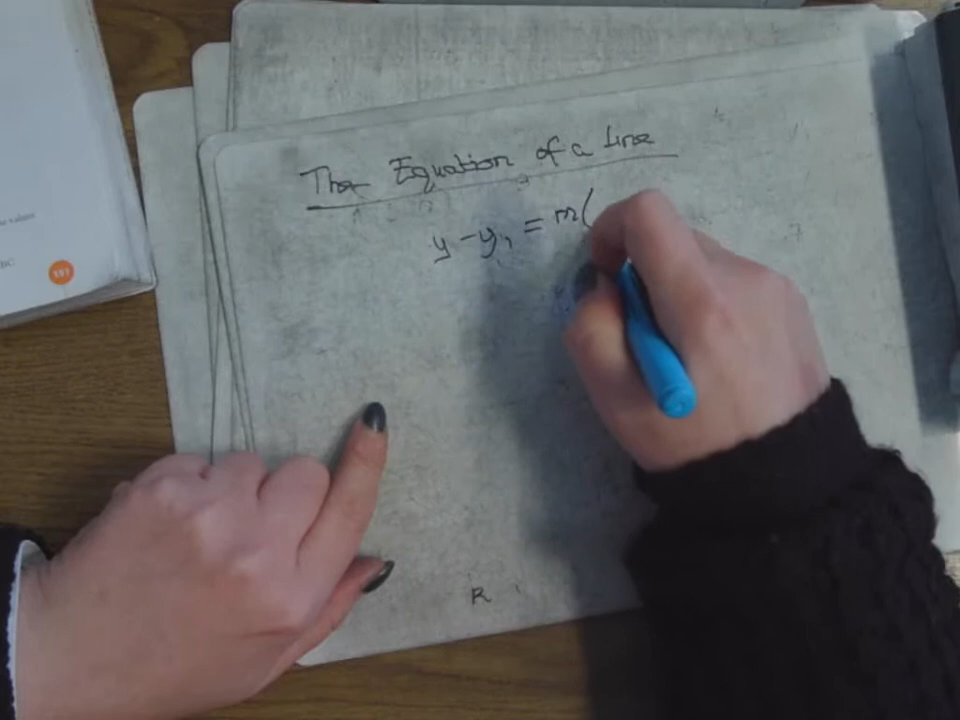 The Equation of a Line
y - y₁ = m(
R